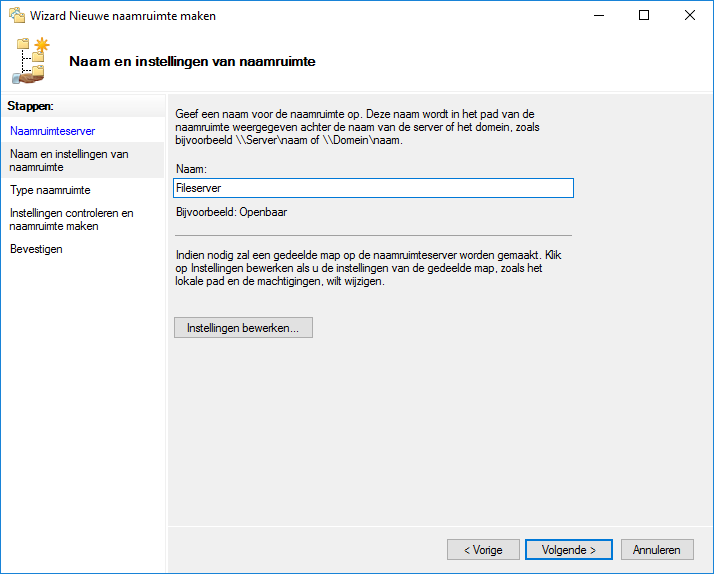 Wizard Nieuwe naamruimte maken
Naam en instellingen van naamruimte
Stappen:
Naamruimteserver
Naam en instellingen van
naamruimte
Type naamruimte
Instellingen controleren en
naamruimte maken
Bevestigen
Geef een naam voor de naamruimte op. Deze naam wordt in het pad van de
naamruimte weergegeven achter de naam van de server of het domein, zoals
bijvoorbeeld \\Server\naam of \\Domein\naam.
Naam:
Fileserver
Bijvoorbeeld: Openbaar
Indien nodig zal een gedeelde map op de naamruimteserver worden gemaakt. Klik
op Instellingen bewerken als u de instellingen van de gedeelde map, zoals het
lokale pad en de machtigingen, wilt wijzigen.
Instellingen bewerken...
< Vorige
Volgende >
Annuleren